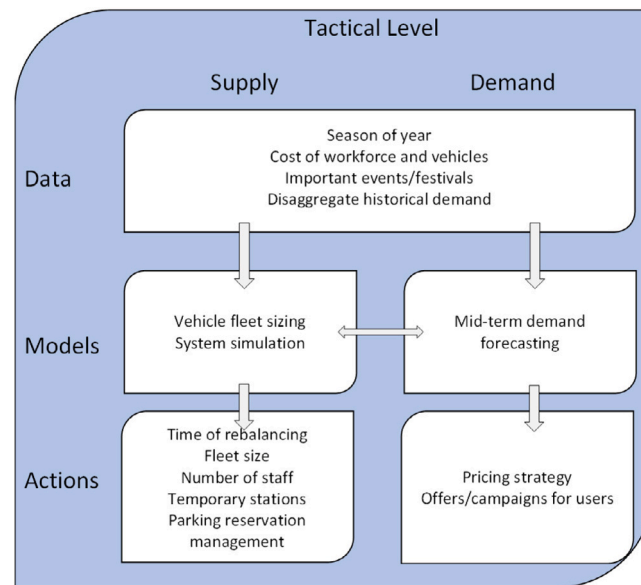 Tactical Level
Supply
Demand
Data
Season of year
Cost of workforce and vehicles
Important events/festivals
Disaggregate historical demand
Models
Vehicle fleet sizing
System simulation
Mid-term demand
forecasting
Actions
Time of rebalancing
Fleet size
Number of staff
Temporary stations
Parking reservation
management
Pricing strategy
Offers/campaigns for users